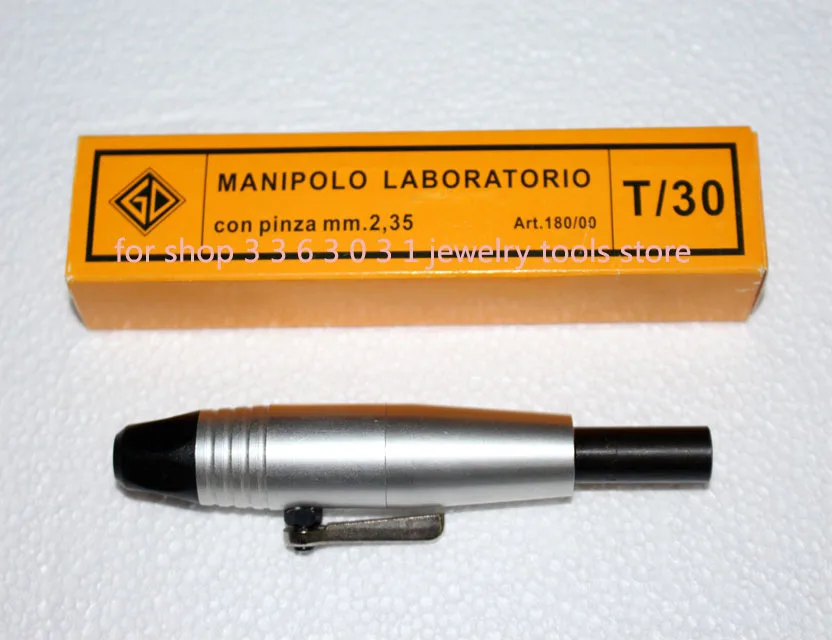 MANIPOLO LABORATORIO
con pinza mm.2,35 Art.180/00
T/30
for shop 3 3 6 3 0 3 1 jewelry tools store